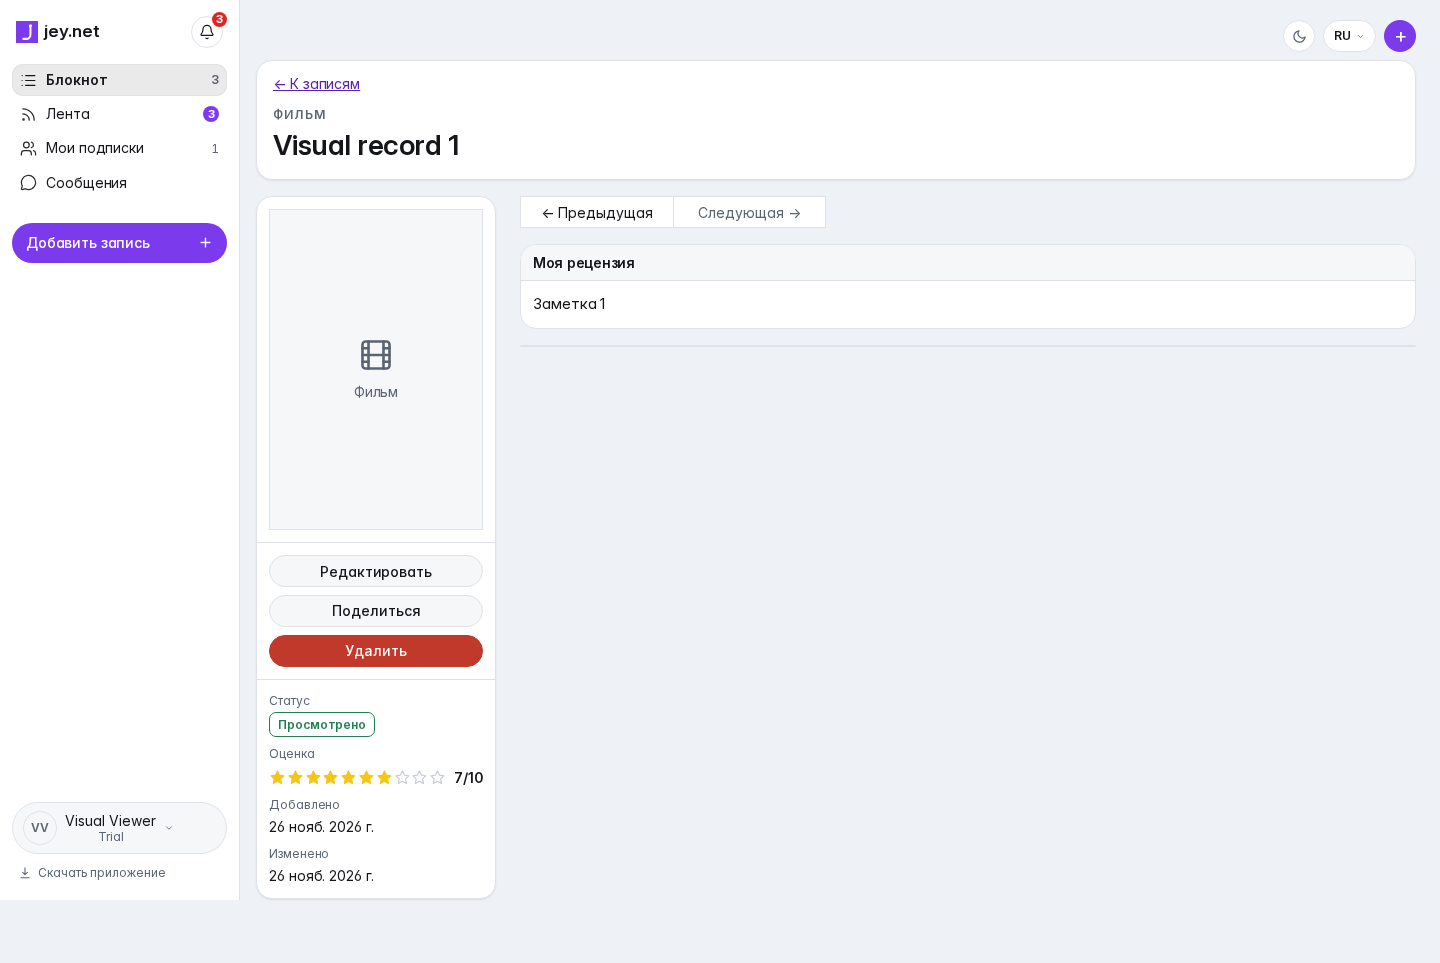 jey.net
3
Блокнот 3
Лента 3
Мои подписки 1
Сообщения
Добавить запись +
Visual Viewer
VV
Trial
Скачать приложение
RU
+
← К записям
ФИЛЬМ
Visual record 1
Фильм
Редактировать
Поделиться
Удалить
Статус
Просмотрено
Оценка
7/10
Добавлено
26 нояб. 2026 г.
Изменено
26 нояб. 2026 г.
← Предыдущая Следующая →
Моя рецензия
Заметка 1